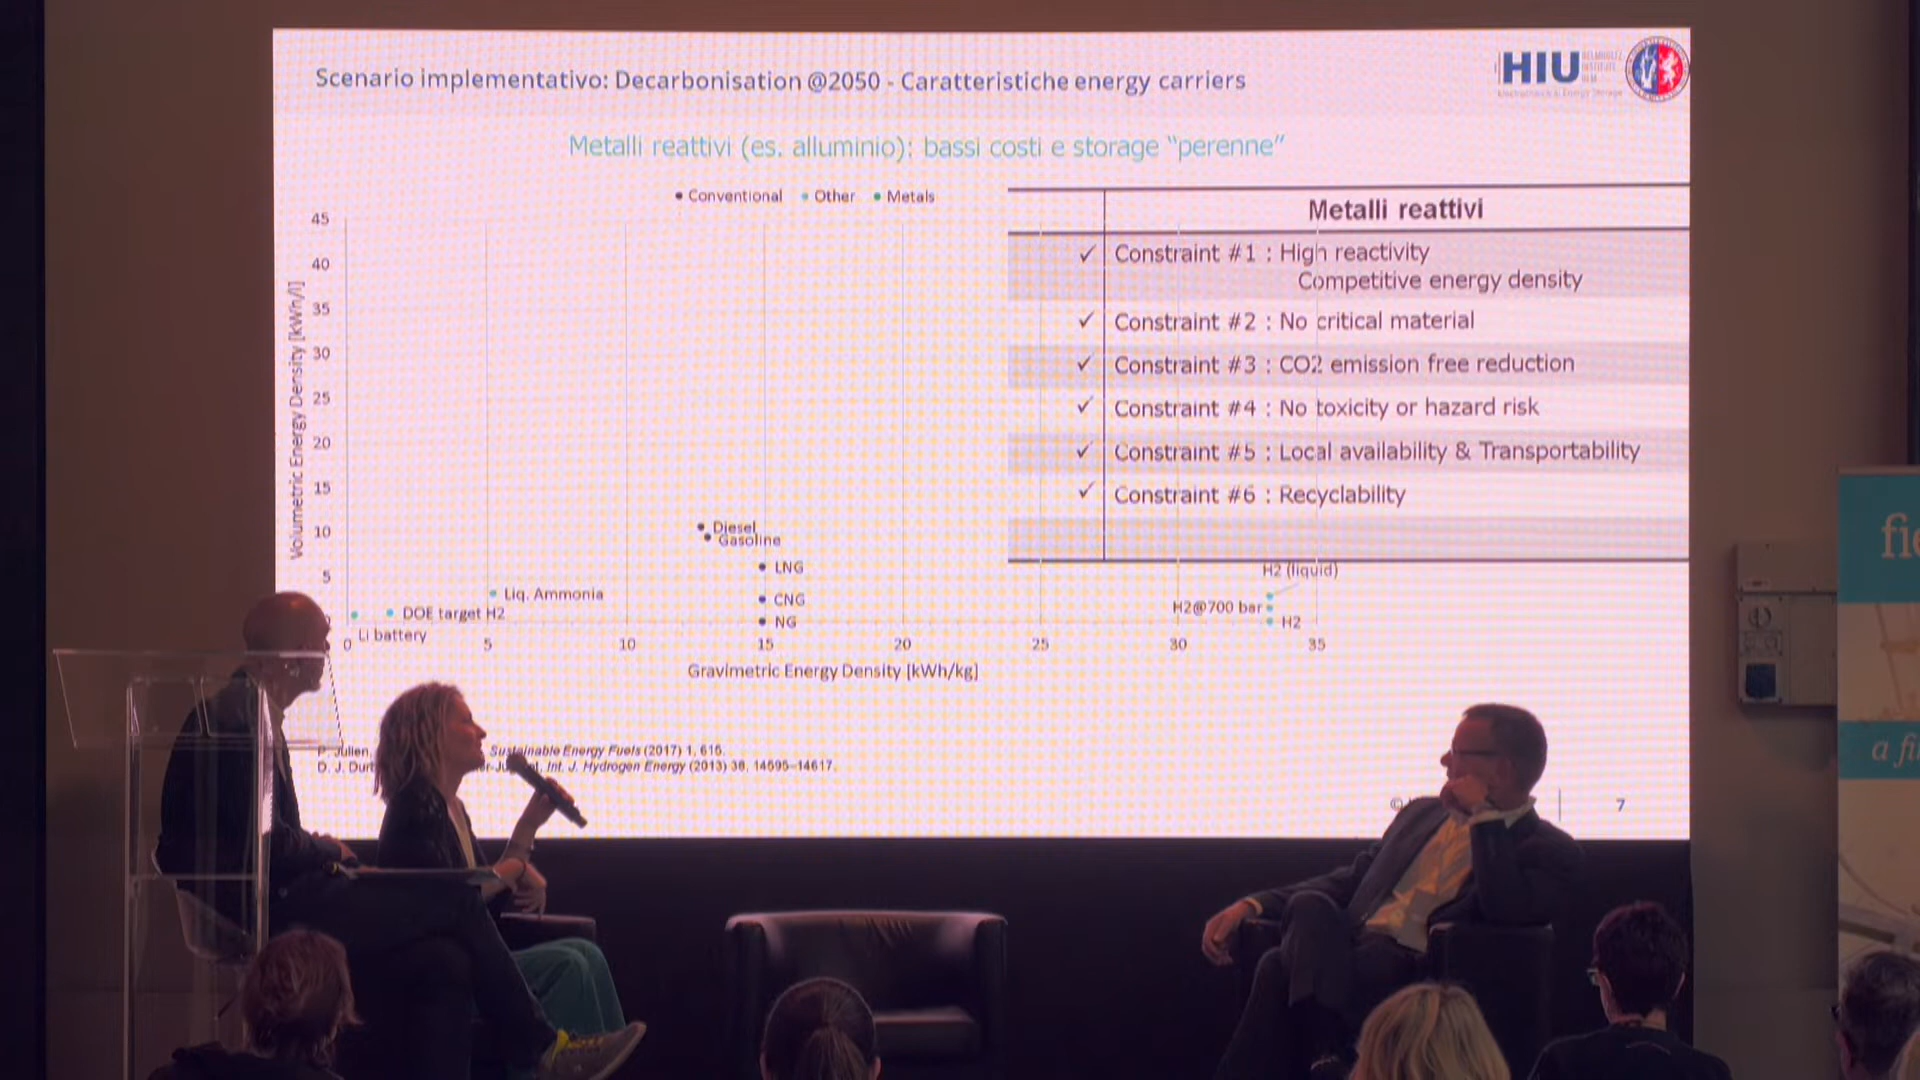 Scenario implementativo: Decarbonisation @2050 - Caratteristiche energy carriers
HIU
Metalli reattivi (es. alluminio): bassi costi e storage “perenne”
Conventional Other Metals
Volumetric Energy Density [kWh/l]
45
40
35
30
25
20
15
10
5
0
Diesel
Gasoline
LNG
CNG
NG
Liq. Ammonia
DOE target H2
Li battery
H2 (liquid)
H2@700 bar
H2
0 5 10 15 20 25 30 35
Gravimetric Energy Density [kWh/kg]
Metalli reattivi
✓ Constraint #1 : High reactivity
Competitive energy density
✓ Constraint #2 : No critical material
✓ Constraint #3 : CO2 emission free reduction
✓ Constraint #4 : No toxicity or hazard risk
✓ Constraint #5 : Local availability & Transportability
✓ Constraint #6 : Recyclability
P. Julien, Sustainable Energy Fuels (2017) 1, 615.
D. J. Int. J. Hydrogen Energy (2013) 38, 14595–14617.
©
7
fie
a fi